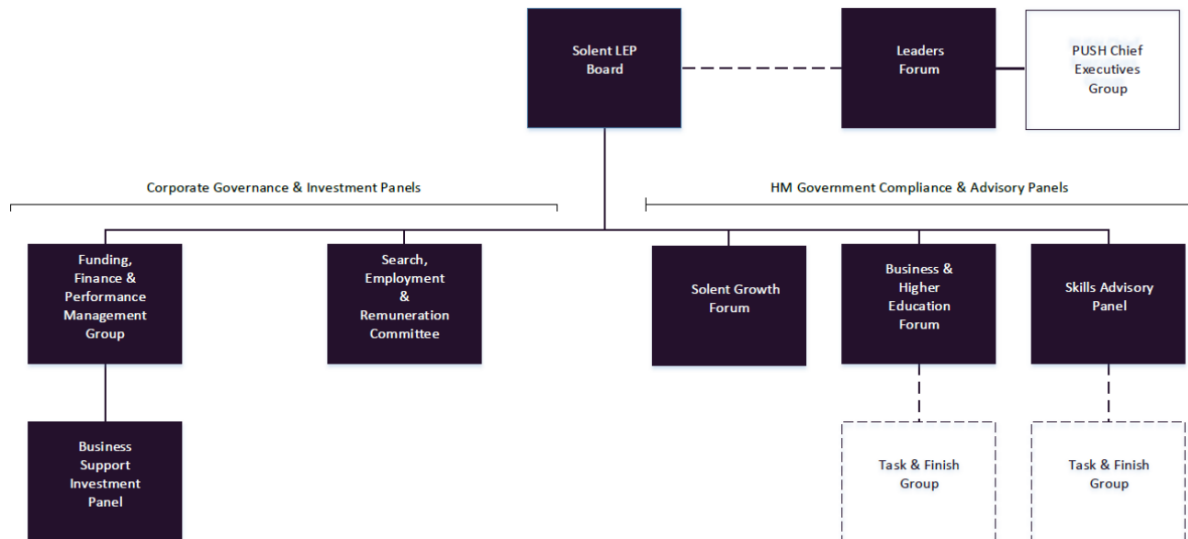 Solent LEP
Board
Leaders
Forum
PUSH Chief
Executives
Group
Corporate Governance & Investment Panels
HM Government Compliance & Advisory Panels
Funding,
Finance &
Performance
Management
Group
Search,
Employment
&
Remuneration
Committee
Solent Growth
Forum
Business &
Higher
Education
Forum
Skills Advisory
Panel
Business
Support
Investment
Panel
Task & Finish
Group
Task & Finish
Group